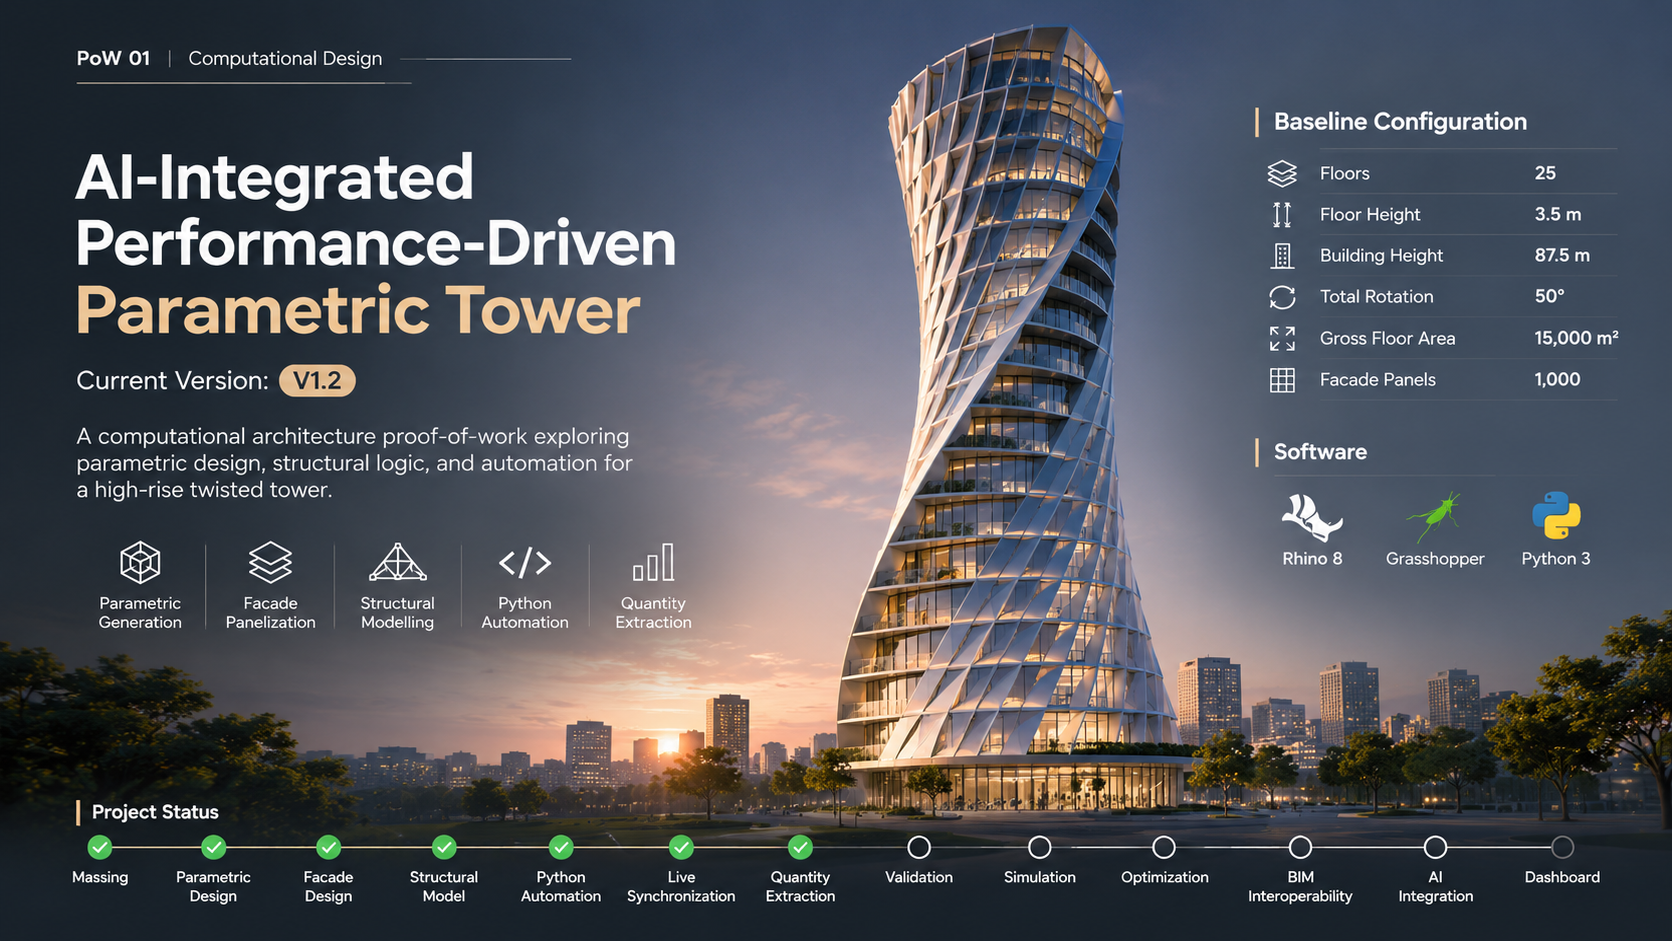 PoW 01 | Computational Design
AI-Integrated
Performance-Driven
Parametric Tower
Current Version: V1.2
A computational architecture proof-of-work exploring
parametric design, structural logic, and automation for
a high-rise twisted tower.
Parametric
Generation
Facade
Panelization
Structural
Modelling
Python
Automation
Quantity
Extraction
Baseline Configuration
Floors 25
Floor Height 3.5 m
Building Height 87.5 m
Total Rotation 50°
Gross Floor Area 15,000 m²
Facade Panels 1,000
Software
Rhino 8
Grasshopper
Python 3
Project Status
Massing
Parametric
Design
Facade
Design
Structural
Model
Python
Automation
Live
Synchronization
Quantity
Extraction
Validation
Simulation
Optimization
BIM
Interoperability
AI
Integration
Dashboard